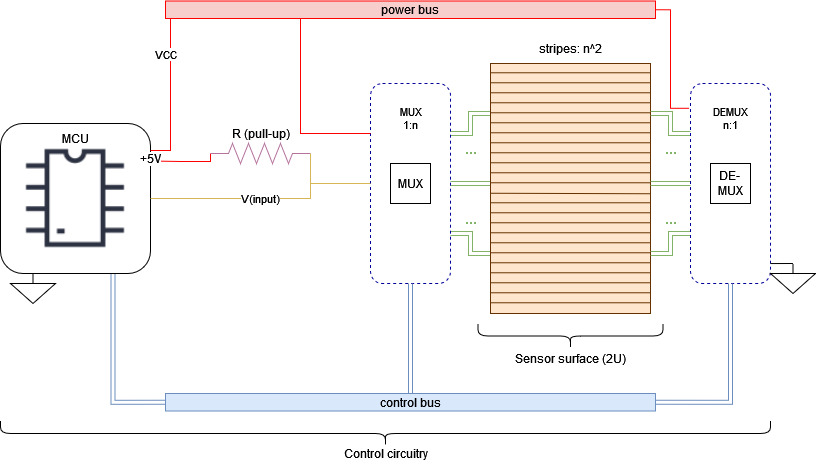 power bus
VCC
stripes: n^2
MCU
+5V
R (pull-up)
V(input)
MUX
1:n
MUX
...
...
...
...
DEMUX
n:1
DE-
MUX
Sensor surface (2U)
control bus
Control circuitry